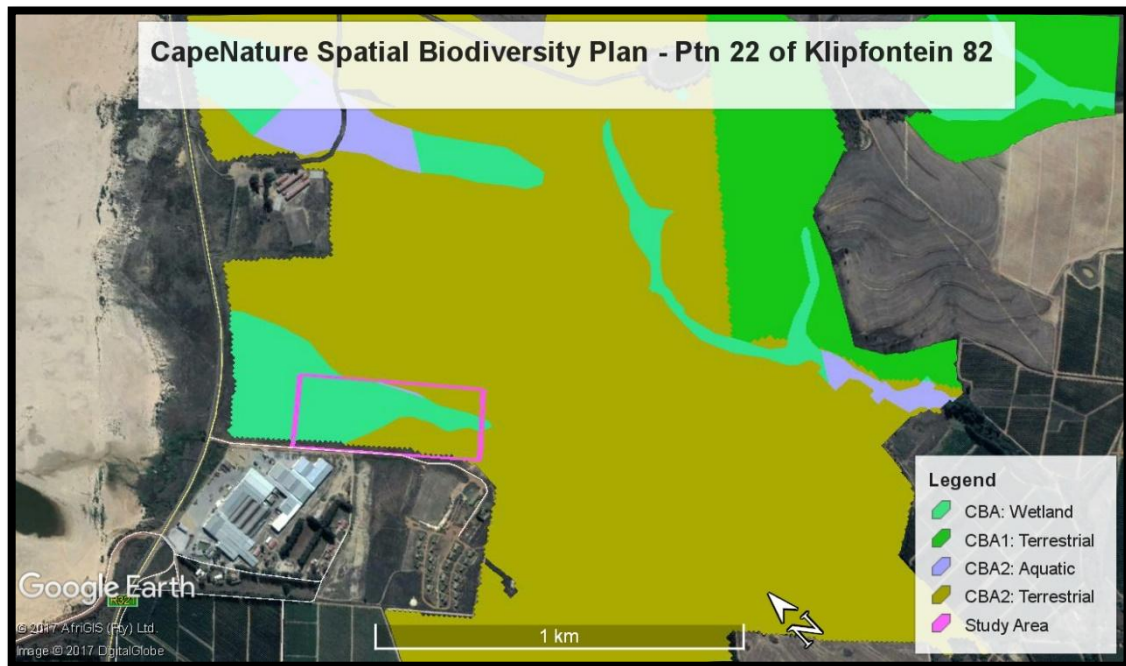 CapeNature Spatial Biodiversity Plan - Ptn 22 of Klipfontein 82
Legend
CBA: Wetland
CBA1: Terrestrial
CBA2: Aquatic
CBA2: Terrestrial
Study Area
Google Earth
R321
© 2017 AfriGIS (Pty) Ltd.
Image © 2017 DigitalGlobe
1 km
N